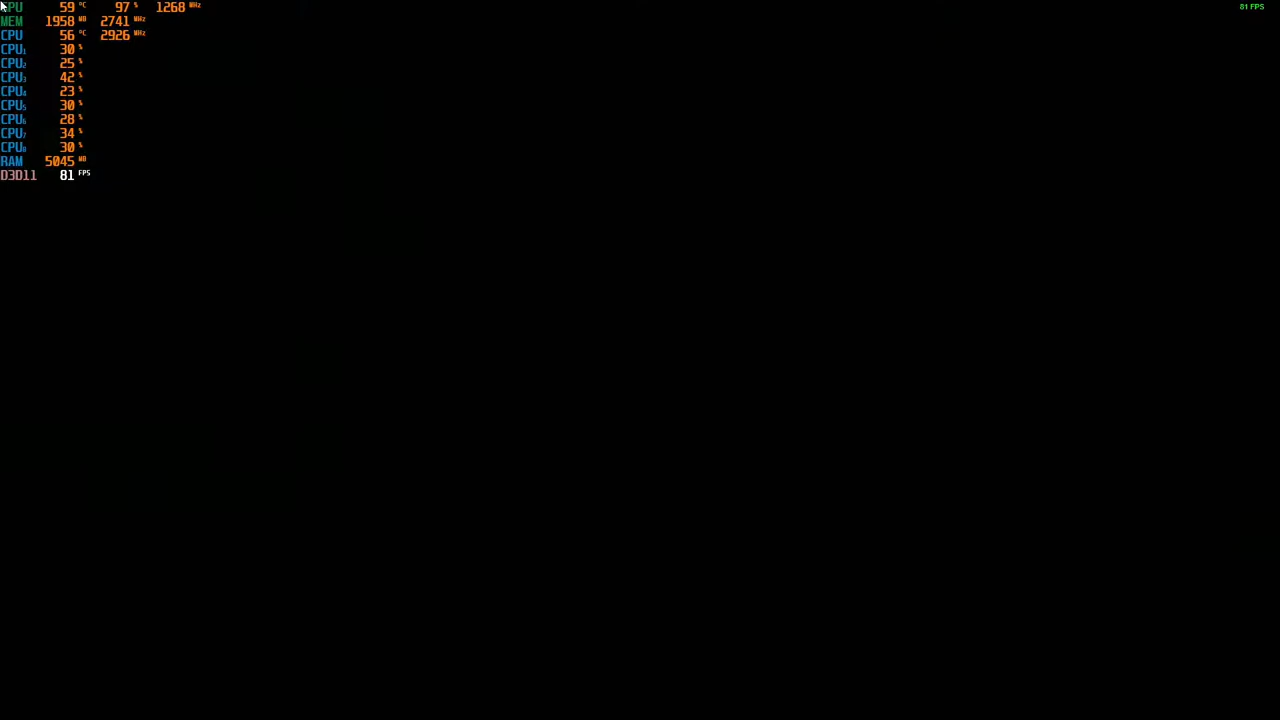 GPU 59 °C 97 % 1268 MHz 81 FPS
MEM 1958 MB 2741 MHz
CPU 56 °C 2926 MHz
CPU1 30 %
CPU2 25 %
CPU3 42 %
CPU4 23 %
CPU5 30 %
CPU6 28 %
CPU7 34 %
CPU8 30 %
RAM 5045 MB
D3D11 81 FPS